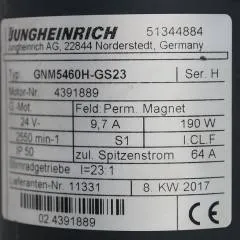 JUNGHEINRICH 51344884
Jungheinrich AG, 22844 Norderstedt, Germany
Typ: GNM5460H-GS23 Ser. H
Motor-Nr. 4391889
G.-Mot. Feld: Perm. Magnet
24 V- 9,7 A 190 W
2550 min-1 S1 I.CL.F
IP 50 zul. Spitzenstrom 64 A
Stirnradgetriebe I=23:1
Lieferanten-Nr. 11331 8. KW 2017
02.4391889
CE